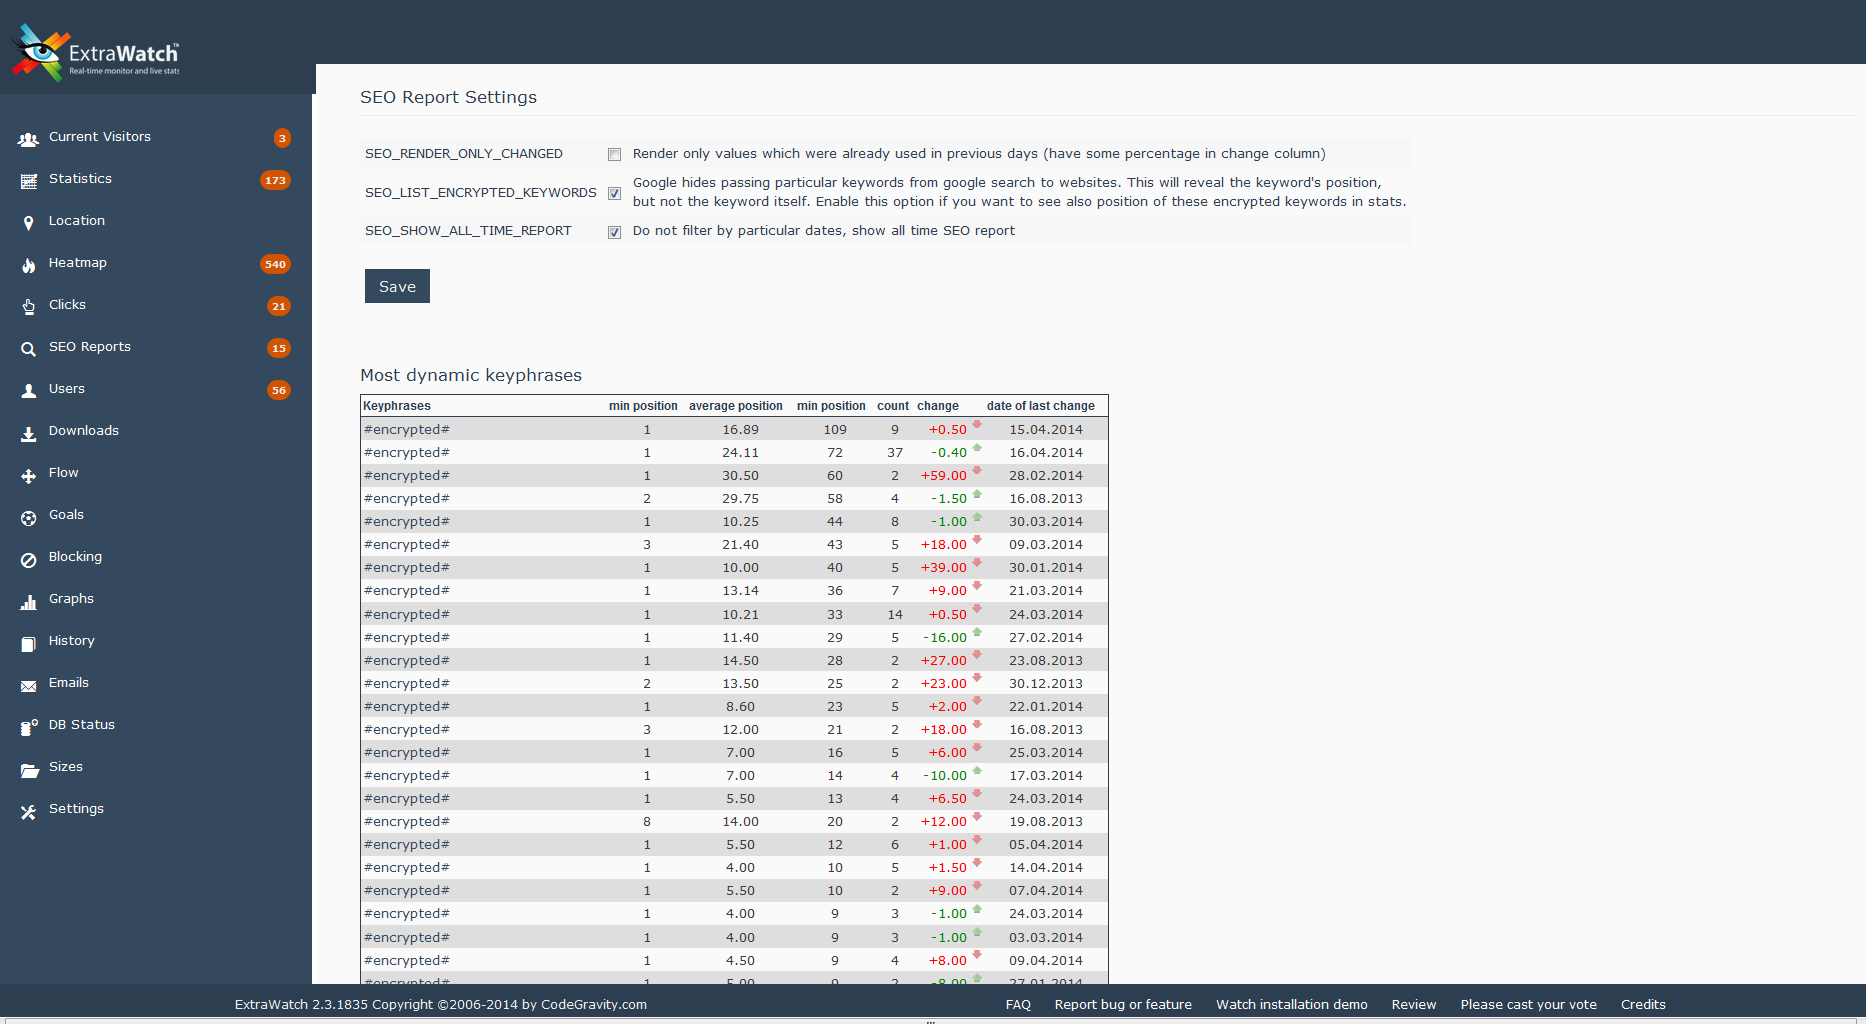 ExtraWatch™
Real-time monitor and live stats
Current Visitors 3
Statistics 173
Location
Heatmap 540
Clicks 21
SEO Reports 15
Users 56
Downloads
Flow
Goals
Blocking
Graphs
History
Emails
DB Status
Sizes
Settings
SEO Report Settings
SEO_RENDER_ONLY_CHANGED Render only values which were already used in previous days (have some percentage in change column)
SEO_LIST_ENCRYPTED_KEYWORDS Google hides passing particular keywords from google search to websites. This will reveal the keyword's position,
but not the keyword itself. Enable this option if you want to see also position of these encrypted keywords in stats.
SEO_SHOW_ALL_TIME_REPORT Do not filter by particular dates, show all time SEO report
Save
Most dynamic keyphrases
Keyphrases min position average position min position count change date of last change
#encrypted# 1 16.89 109 9 +0.50 15.04.2014
#encrypted# 1 24.11 72 37 -0.40 16.04.2014
#encrypted# 1 30.50 60 2 +59.00 28.02.2014
#encrypted# 2 29.75 58 4 -1.50 16.08.2013
#encrypted# 1 10.25 44 8 -1.00 30.03.2014
#encrypted# 3 21.40 43 5 +18.00 09.03.2014
#encrypted# 1 10.00 40 5 +39.00 30.01.2014
#encrypted# 1 13.14 36 7 +9.00 21.03.2014
#encrypted# 1 10.21 33 14 +0.50 24.03.2014
#encrypted# 1 11.40 29 5 -16.00 27.02.2014
#encrypted# 1 14.50 28 2 +27.00 23.08.2013
#encrypted# 2 13.50 25 2 +23.00 30.12.2013
#encrypted# 1 8.60 23 5 +2.00 22.01.2014
#encrypted# 3 12.00 21 2 +18.00 16.08.2013
#encrypted# 1 7.00 16 5 +6.00 25.03.2014
#encrypted# 1 7.00 14 4 -10.00 17.03.2014
#encrypted# 1 5.50 13 4 +6.50 24.03.2014
#encrypted# 8 14.00 20 2 +12.00 19.08.2013
#encrypted# 1 5.50 12 6 +1.00 05.04.2014
#encrypted# 1 4.00 10 5 +1.50 14.04.2014
#encrypted# 1 5.50 10 2 +9.00 07.04.2014
#encrypted# 1 4.00 9 3 -1.00 24.03.2014
#encrypted# 1 4.00 9 3 -1.00 03.03.2014
#encrypted# 1 4.50 9 4 +8.00 09.04.2014
#encrypted# 1 5.00 9 2 -8.00 27.01.2014
ExtraWatch 2.3.1835 Copyright ©2006-2014 by CodeGravity.com
FAQ Report bug or feature Watch installation demo Review Please cast your vote Credits